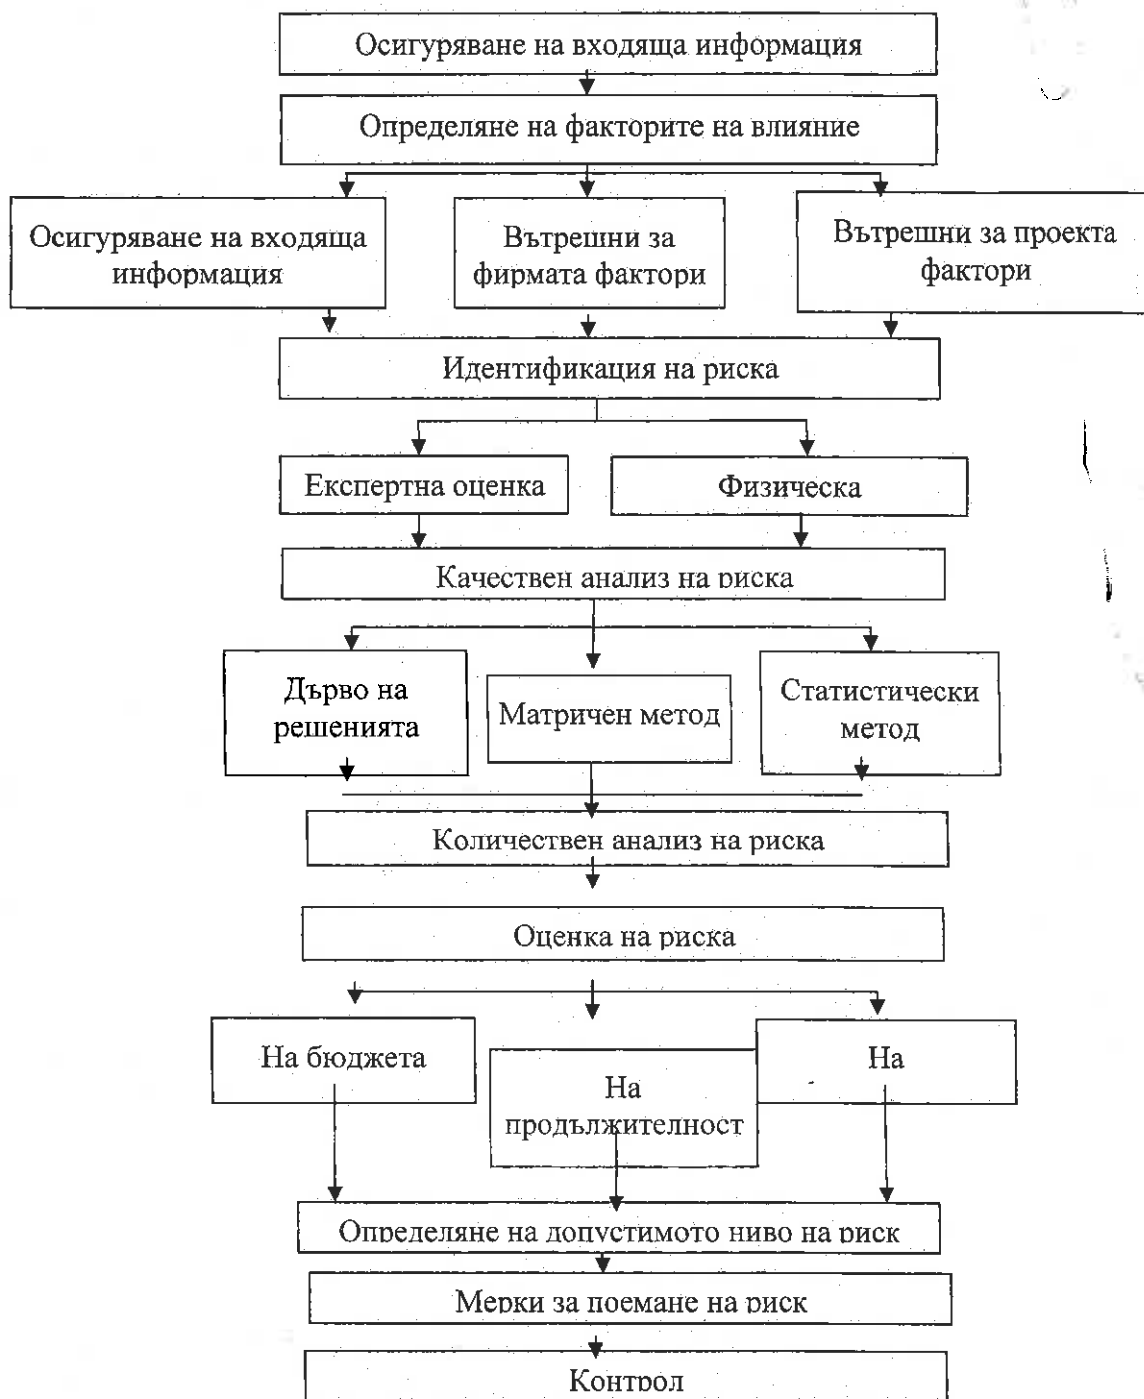 Осигуряване на входяща информация
Определяне на факторите на влияние
Осигуряване на входяща
информация
Вътрешни за
фирмата фактори
Вътрешни за проекта
фактори
Идентификация на риска
Експертна оценка
Физическа
Качествен анализ на риска
Дърво на
решенията
Матричен метод
Статистически
метод
Количествен анализ на риска
Оценка на риска
На бюджета
На
продължителност
На
Определяне на допустимото ниво на риск
Мерки за поемане на риск
Контрол